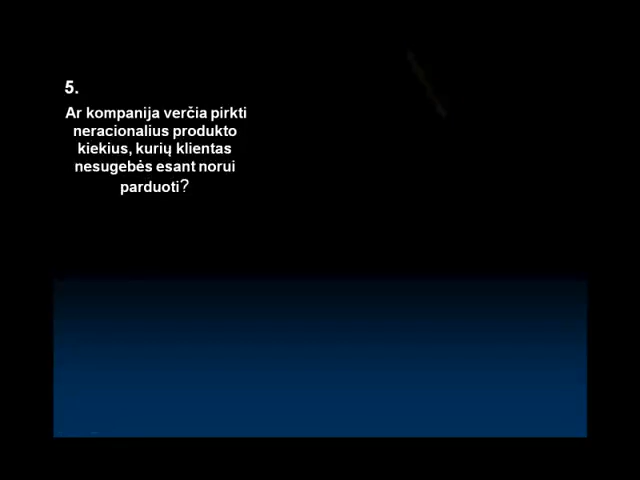 5.
Ar kompanija verčia pirkti
neracionalius produkto
kiekius, kurių klientas
nesugebės esant norui
parduoti?